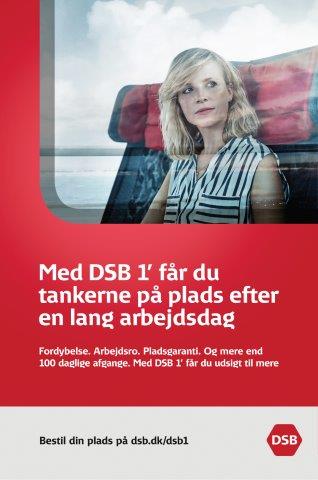 Med DSB 1' får du
tankerne på plads efter
en lang arbejdsdag
Fordybelse. Arbejdsro. Pladsgaranti. Og mere end
100 daglige afgange. Med DSB 1' får du udsigt til mere
Bestil din plads på dsb.dk/dsb1
DSB